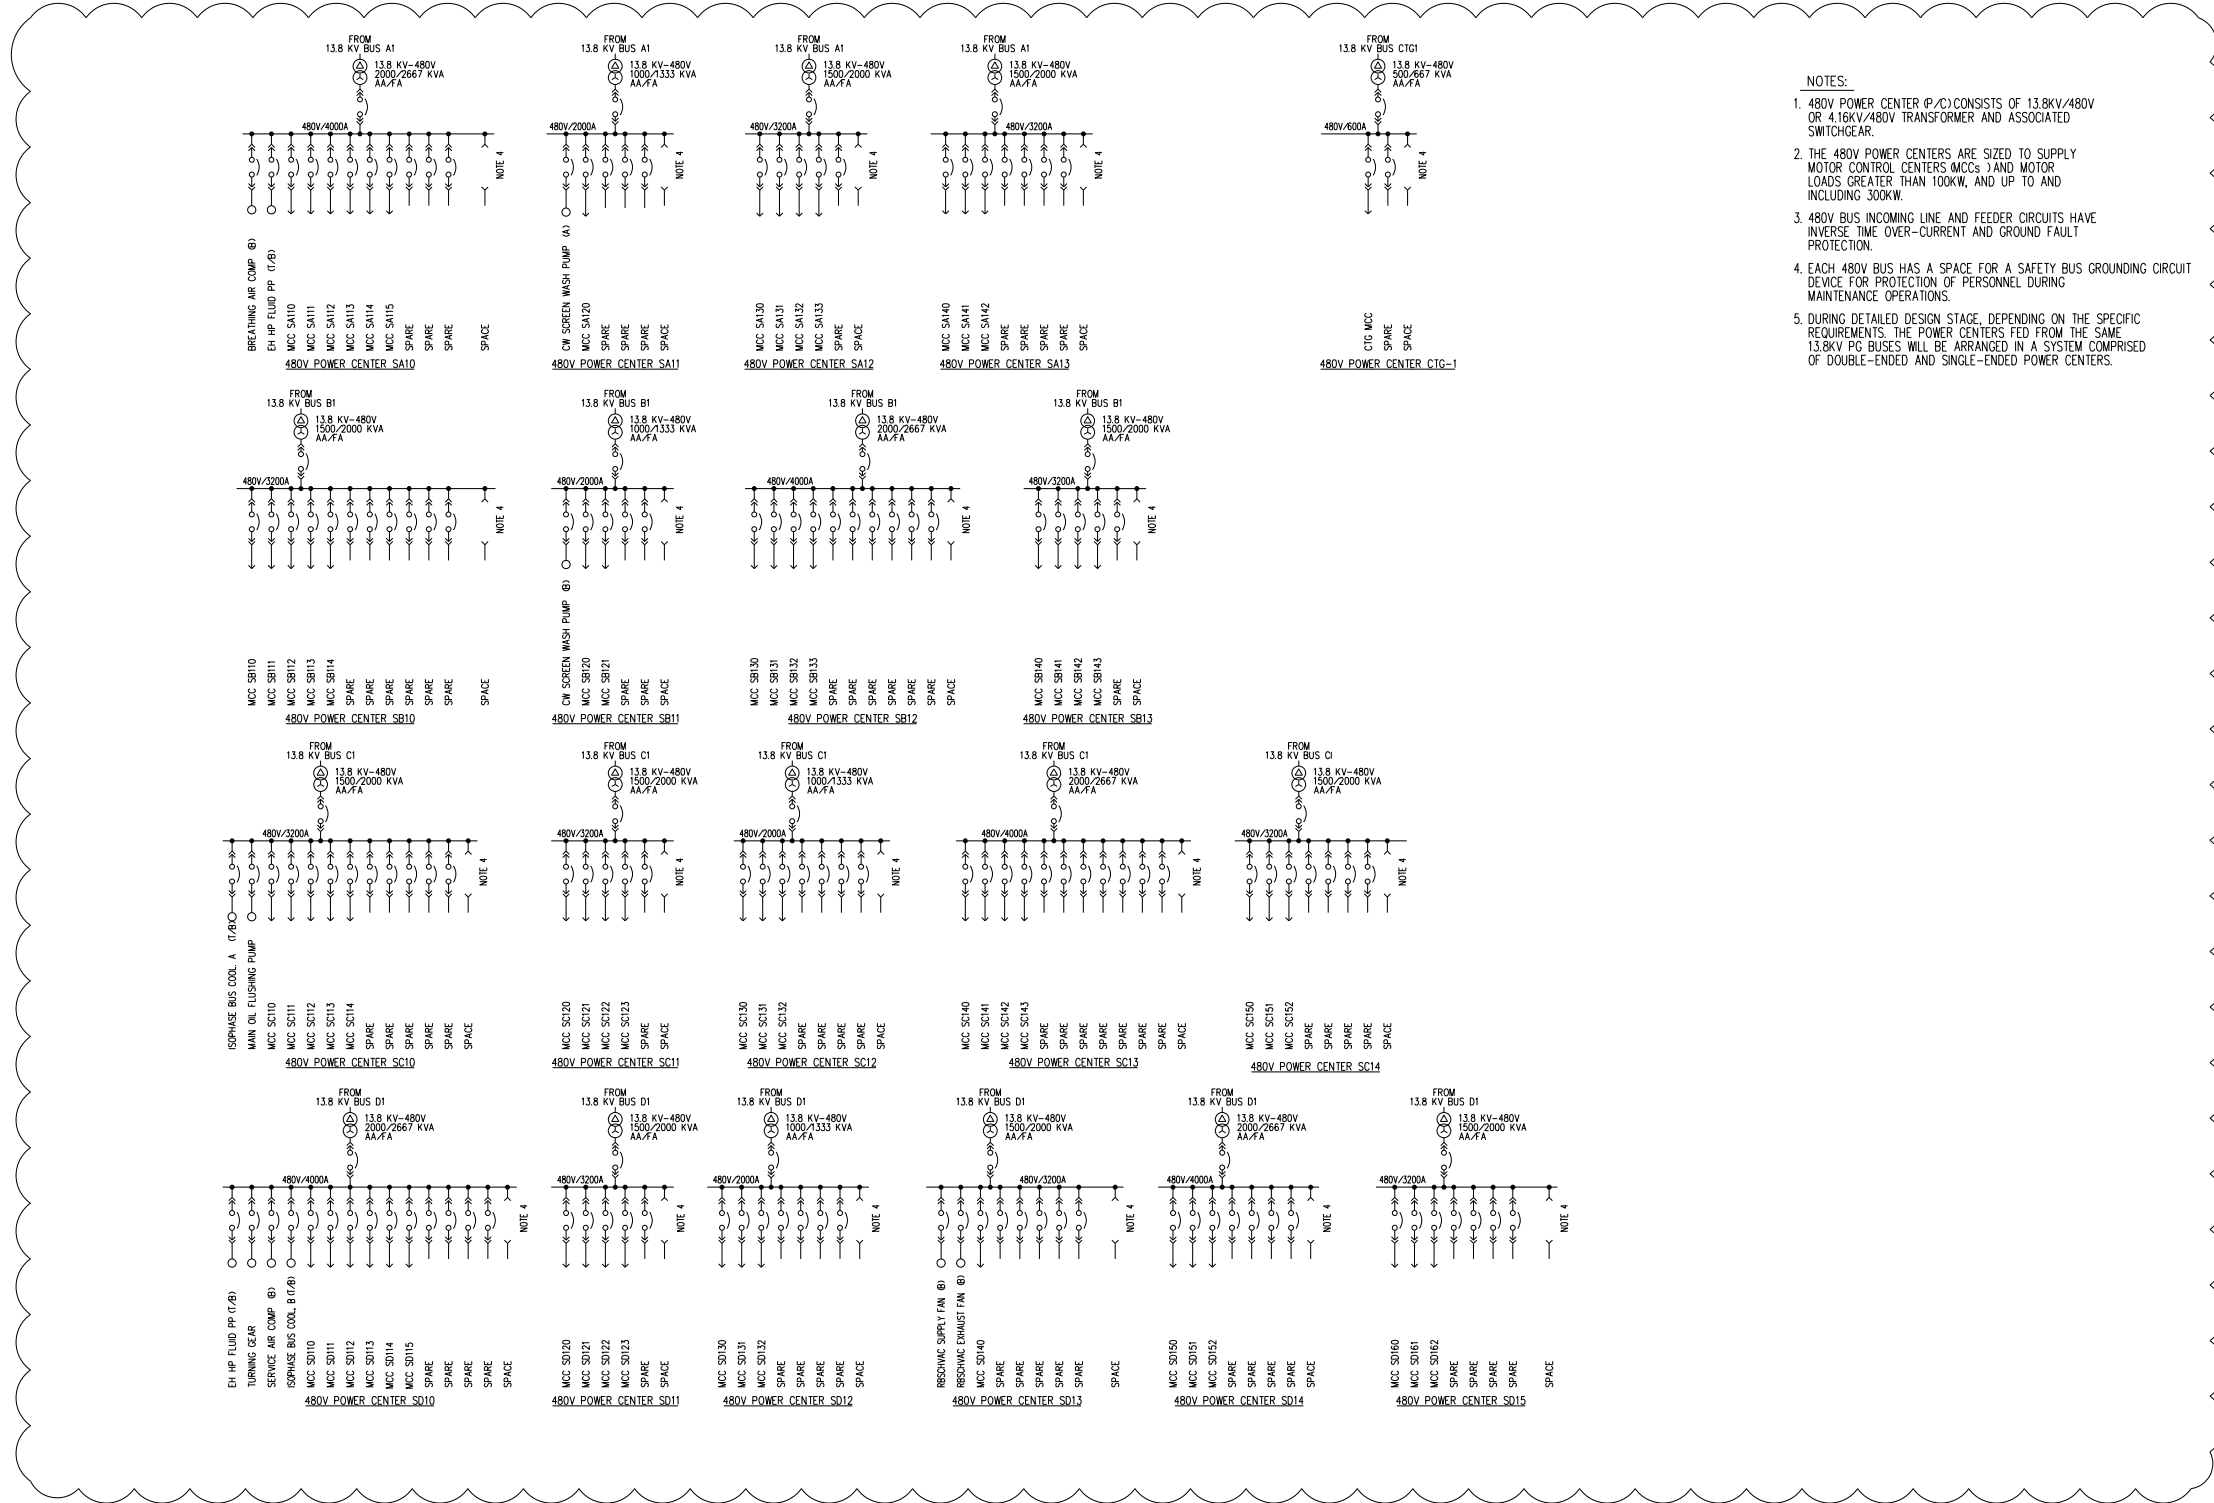 FROM
13.8 KV BUS A1
13.8 KV-480V
2000/2667 KVA
AA/FA
480V/4000A
NOTE 4
BREATHING AIR COMP (B)
EH HP FLUID PP (T/B)
MCC SA110
MCC SA111
MCC SA112
MCC SA113
MCC SA114
MCC SA115
SPARE
SPARE
SPARE
SPACE
480V POWER CENTER SA10
FROM
13.8 KV BUS A1
13.8 KV-480V
1000/1333 KVA
AA/FA
480V/2000A
NOTE 4
CW SCREEN WASH PUMP (A)
MCC SA120
SPARE
SPARE
SPARE
SPACE
480V POWER CENTER SA11
FROM
13.8 KV BUS A1
13.8 KV-480V
1500/2000 KVA
AA/FA
480V/3200A
NOTE 4
MCC SA130
MCC SA131
MCC SA132
MCC SA133
SPARE
SPACE
480V POWER CENTER SA12
FROM
13.8 KV BUS A1
13.8 KV-480V
1500/2000 KVA
AA/FA
480V/3200A
NOTE 4
MCC SA140
MCC SA141
MCC SA142
SPARE
SPARE
SPARE
SPARE
SPACE
480V POWER CENTER SA13
FROM
13.8 KV BUS CTG1
13.8 KV-480V
500/667 KVA
AA/FA
480V/600A
NOTE 4
CTG MCC
SPARE
SPACE
480V POWER CENTER CTG-1
NOTES:
1. 480V POWER CENTER (P/C) CONSISTS OF 13.8KV/480V
OR 4.16KV/480V TRANSFORMER AND ASSOCIATED
SWITCHGEAR.
2. THE 480V POWER CENTERS ARE SIZED TO SUPPLY
MOTOR CONTROL CENTERS (MCCs ) AND MOTOR
LOADS GREATER THAN 100KW, AND UP TO AND
INCLUDING 300KW.
3. 480V BUS INCOMING LINE AND FEEDER CIRCUITS HAVE
INVERSE TIME OVER-CURRENT AND GROUND FAULT
PROTECTION.
4. EACH 480V BUS HAS A SPACE FOR A SAFETY BUS GROUNDING CIRCUIT
DEVICE FOR PROTECTION OF PERSONNEL DURING
MAINTENANCE OPERATIONS.
5. DURING DETAILED DESIGN STAGE, DEPENDING ON THE SPECIFIC
REQUIREMENTS. THE POWER CENTERS FED FROM THE SAME
13.8KV PG BUSES WILL BE ARRANGED IN A SYSTEM COMPRISED
OF DOUBLE-ENDED AND SINGLE-ENDED POWER CENTERS.
FROM
13.8 KV BUS B1
13.8 KV-480V
1500/2000 KVA
AA/FA
480V/3200A
NOTE 4
MCC SB110
MCC SB111
MCC SB112
MCC SB113
MCC SB114
SPARE
SPARE
SPARE
SPARE
SPARE
SPARE
SPACE
480V POWER CENTER SB10
FROM
13.8 KV BUS B1
13.8 KV-480V
1000/1333 KVA
AA/FA
480V/2000A
NOTE 4
CW SCREEN WASH PUMP (B)
MCC SB120
MCC SB121
SPARE
SPARE
SPACE
480V POWER CENTER SB11
FROM
13.8 KV BUS B1
13.8 KV-480V
2000/2667 KVA
AA/FA
480V/4000A
NOTE 4
MCC SB130
MCC SB131
MCC SB132
MCC SB133
SPARE
SPARE
SPARE
SPARE
SPARE
SPARE
SPACE
480V POWER CENTER SB12
FROM
13.8 KV BUS B1
13.8 KV-480V
1500/2000 KVA
AA/FA
480V/3200A
NOTE 4
MCC SB140
MCC SB141
MCC SB142
MCC SB143
SPARE
SPACE
480V POWER CENTER SB13
FROM
13.8 KV BUS C1
13.8 KV-480V
1500/2000 KVA
AA/FA
480V/3200A
NOTE 4
ISOPHASE BUS COOL. A (T/B)
MAIN OIL FLUSHING PUMP
MCC SC110
MCC SC111
MCC SC112
MCC SC113
MCC SC114
SPARE
SPARE
SPARE
SPARE
SPARE
SPACE
480V POWER CENTER SC10
FROM
13.8 KV BUS C1
13.8 KV-480V
1500/2000 KVA
AA/FA
480V/3200A
NOTE 4
MCC SC120
MCC SC121
MCC SC122
MCC SC123
SPARE
SPACE
480V POWER CENTER SC11
FROM
13.8 KV BUS C1
13.8 KV-480V
1000/1333 KVA
AA/FA
480V/2000A
NOTE 4
MCC SC130
MCC SC131
MCC SC132
SPARE
SPARE
SPARE
SPARE
SPACE
480V POWER CENTER SC12
FROM
13.8 KV BUS C1
13.8 KV-480V
2000/2667 KVA
AA/FA
480V/4000A
NOTE 4
MCC SC140
MCC SC141
MCC SC142
MCC SC143
SPARE
SPARE
SPARE
SPARE
SPARE
SPARE
SPARE
SPACE
480V POWER CENTER SC13
FROM
13.8 KV BUS C1
13.8 KV-480V
1500/2000 KVA
AA/FA
480V/3200A
NOTE 4
MCC SC150
MCC SC151
MCC SC152
SPARE
SPARE
SPARE
SPARE
SPACE
480V POWER CENTER SC14
FROM
13.8 KV BUS D1
13.8 KV-480V
2000/2667 KVA
AA/FA
480V/4000A
NOTE 4
EH HP FLUID PP (T/B)
TURNING GEAR
SERVICE AIR COMP (B)
ISOPHASE BUS COOL. B (T/B)
MCC SD110
MCC SD111
MCC SD112
MCC SD113
MCC SD114
MCC SD115
SPARE
SPARE
SPARE
SPARE
SPACE
480V POWER CENTER SD10
FROM
13.8 KV BUS D1
13.8 KV-480V
1500/2000 KVA
AA/FA
480V/3200A
NOTE 4
MCC SD120
MCC SD121
MCC SD122
MCC SD123
SPARE
SPACE
480V POWER CENTER SD11
FROM
13.8 KV BUS D1
13.8 KV-480V
1000/1333 KVA
AA/FA
480V/2000A
NOTE 4
MCC SD130
MCC SD131
MCC SD132
SPARE
SPARE
SPARE
SPARE
SPACE
480V POWER CENTER SD12
FROM
13.8 KV BUS D1
13.8 KV-480V
1500/2000 KVA
AA/FA
480V/3200A
NOTE 4
RBSCHVAC SUPPLY FAN (B)
RBSCHVAC EXHAUST FAN (B)
MCC SD140
SPARE
SPARE
SPARE
SPARE
SPARE
SPACE
480V POWER CENTER SD13
FROM
13.8 KV BUS D1
13.8 KV-480V
2000/2667 KVA
AA/FA
480V/4000A
NOTE 4
MCC SD150
MCC SD151
MCC SD152
SPARE
SPARE
SPARE
SPARE
SPACE
480V POWER CENTER SD14
FROM
13.8 KV BUS D1
13.8 KV-480V
1500/2000 KVA
AA/FA
480V/3200A
NOTE 4
MCC SD160
MCC SD161
MCC SD162
SPARE
SPARE
SPARE
SPARE
SPACE
480V POWER CENTER SD15